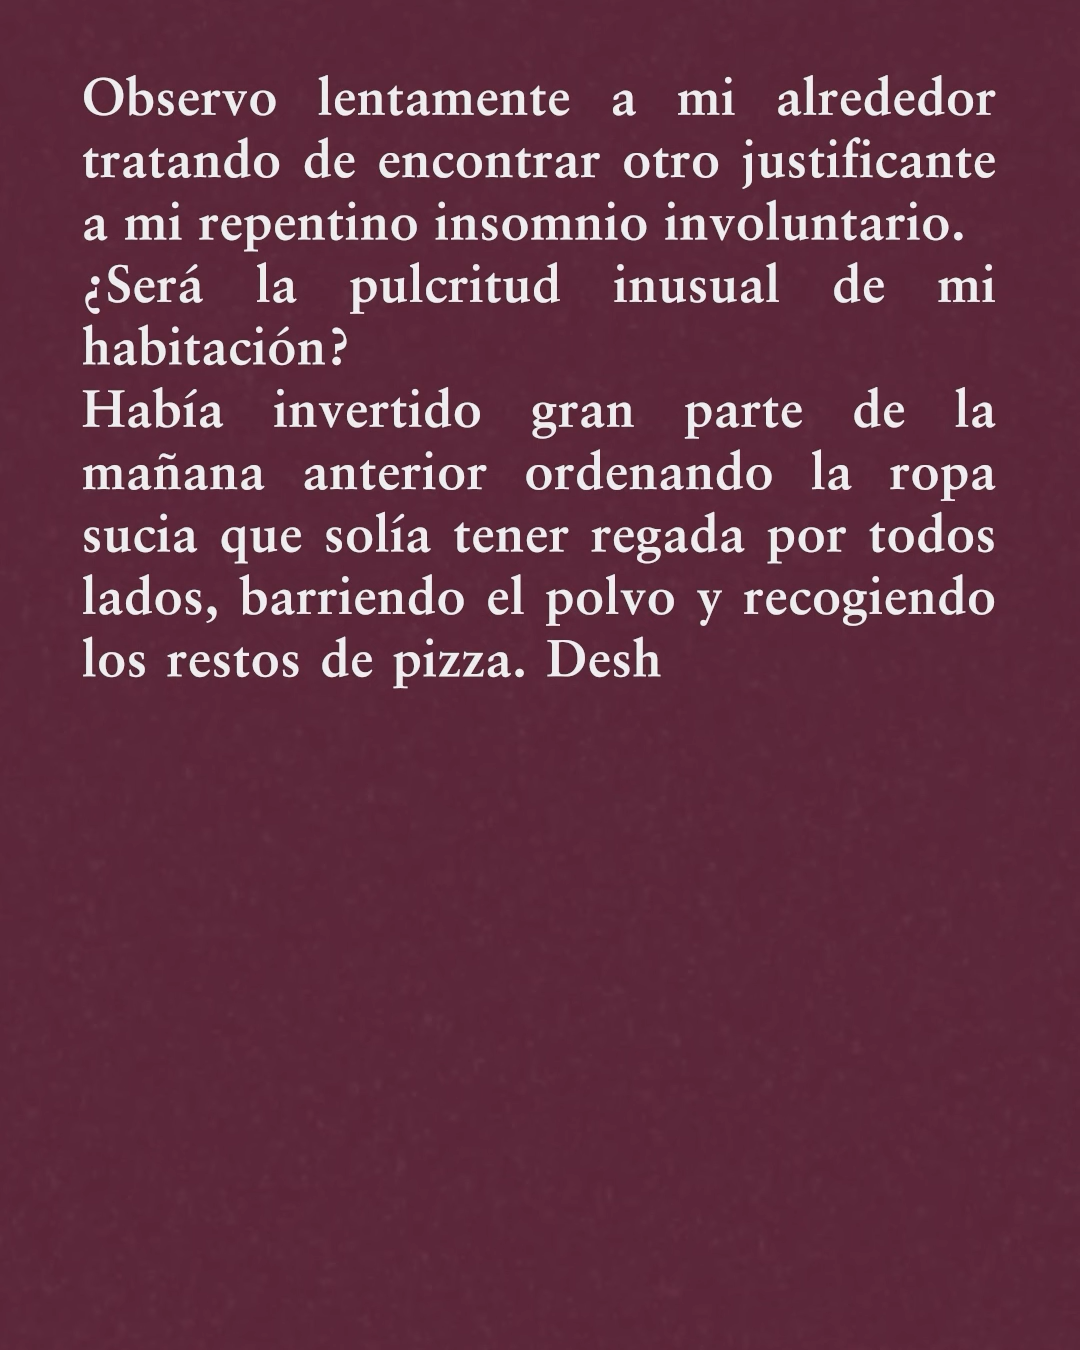 Observo lentamente a mi alrededor
tratando de encontrar otro justificante
a mi repentino insomnio involuntario.
¿Será la pulcritud inusual de mi
habitación?
Había invertido gran parte de la
mañana anterior ordenando la ropa
sucia que solía tener regada por todos
lados, barriendo el polvo y recogiendo
los restos de pizza. Desh